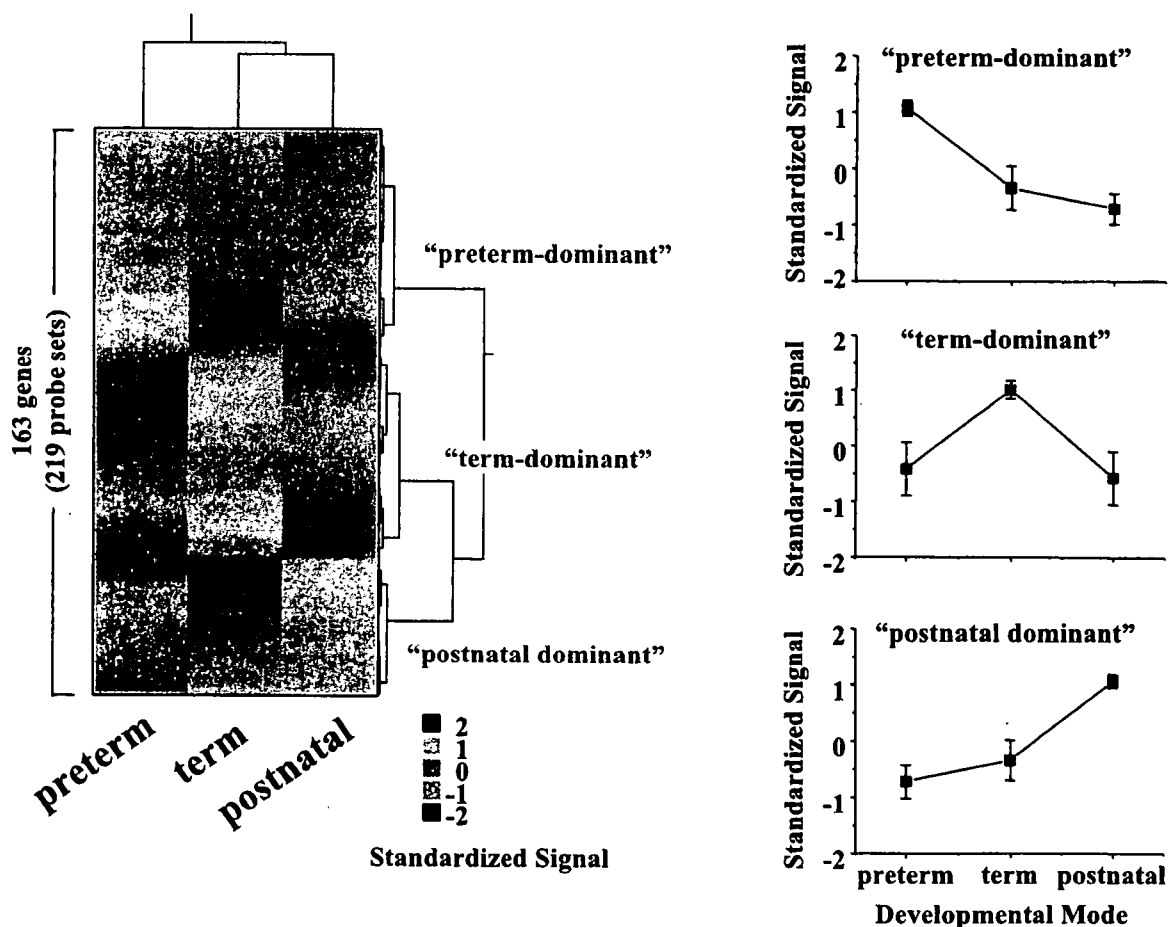 163 genes
(219 probe sets)
"preterm-dominant"
"term-dominant"
"postnatal dominant"
preterm
term
postnatal
2
1
0
-1
-2
Standardized Signal
"preterm-dominant"
Standardized Signal
2
1
0
-1
-2
"term-dominant"
Standardized Signal
2
1
0
-1
-2
"postnatal dominant"
Standardized Signal
2
1
0
-1
-2
preterm term postnatal
Developmental Mode